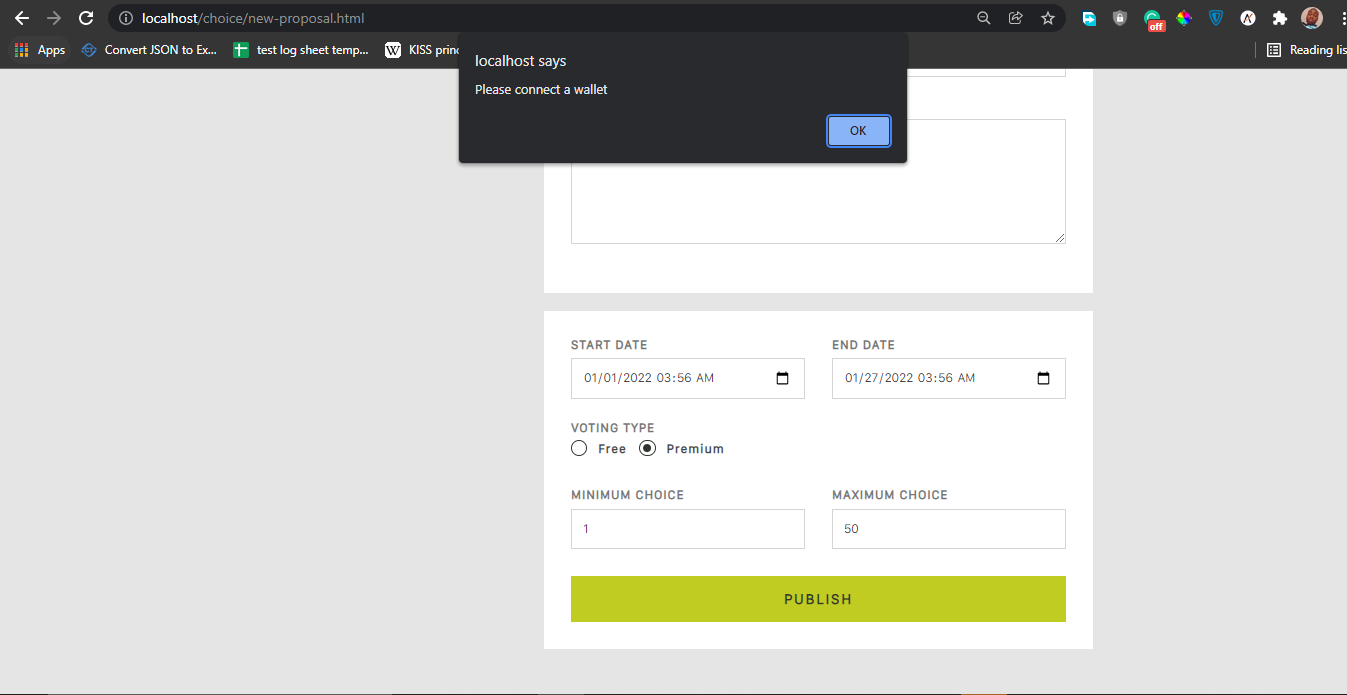 localhost/choice/new-proposal.html
off
Apps Convert JSON to Ex... test log sheet temp... KISS princ Reading lis
localhost says
Please connect a wallet
OK
START DATE END DATE
01/01/2022 03:56 AM 01/27/2022 03:56 AM
VOTING TYPE
Free Premium
MINIMUM CHOICE MAXIMUM CHOICE
1 50
PUBLISH